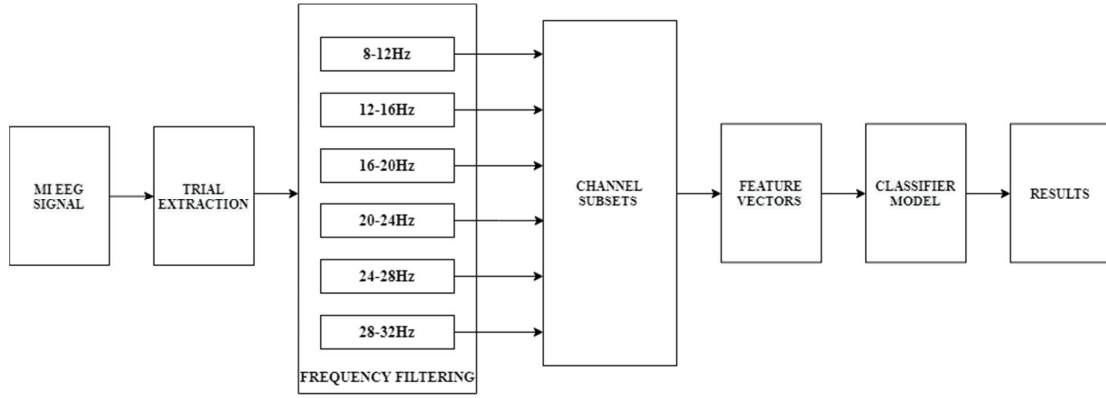 MI EEG
SIGNAL
TRIAL
EXTRACTION
8-12Hz
12-16Hz
16-20Hz
20-24Hz
24-28Hz
28-32Hz
FREQUENCY FILTERING
CHANNEL
SUBSETS
FEATURE
VECTORS
CLASSIFIER
MODEL
RESULTS